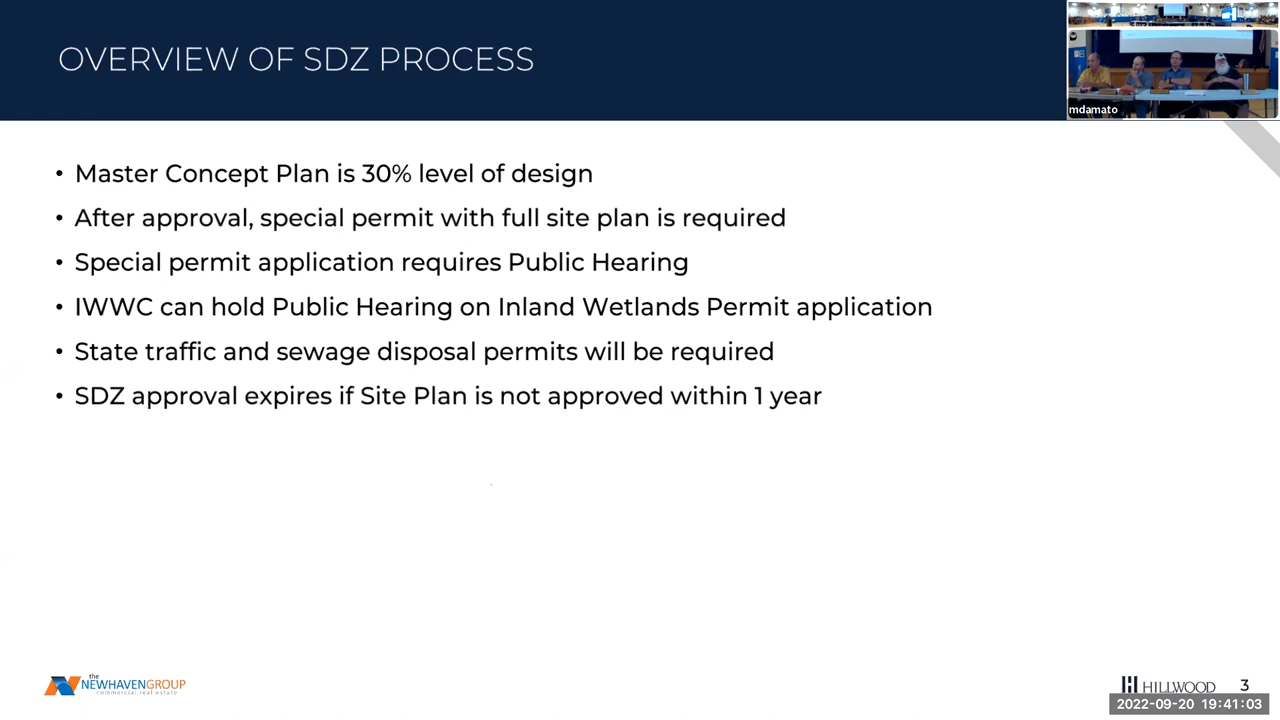 OVERVIEW OF SDZ PROCESS
mdamato
• Master Concept Plan is 30% level of design
• After approval, special permit with full site plan is required
• Special permit application requires Public Hearing
• IWWC can hold Public Hearing on Inland Wetlands Permit application
• State traffic and sewage disposal permits will be required
• SDZ approval expires if Site Plan is not approved within 1 year
the
NEWHAVENGROUP
commercial real estate
HILLWOOD 3
2022-09-20 19:41:03